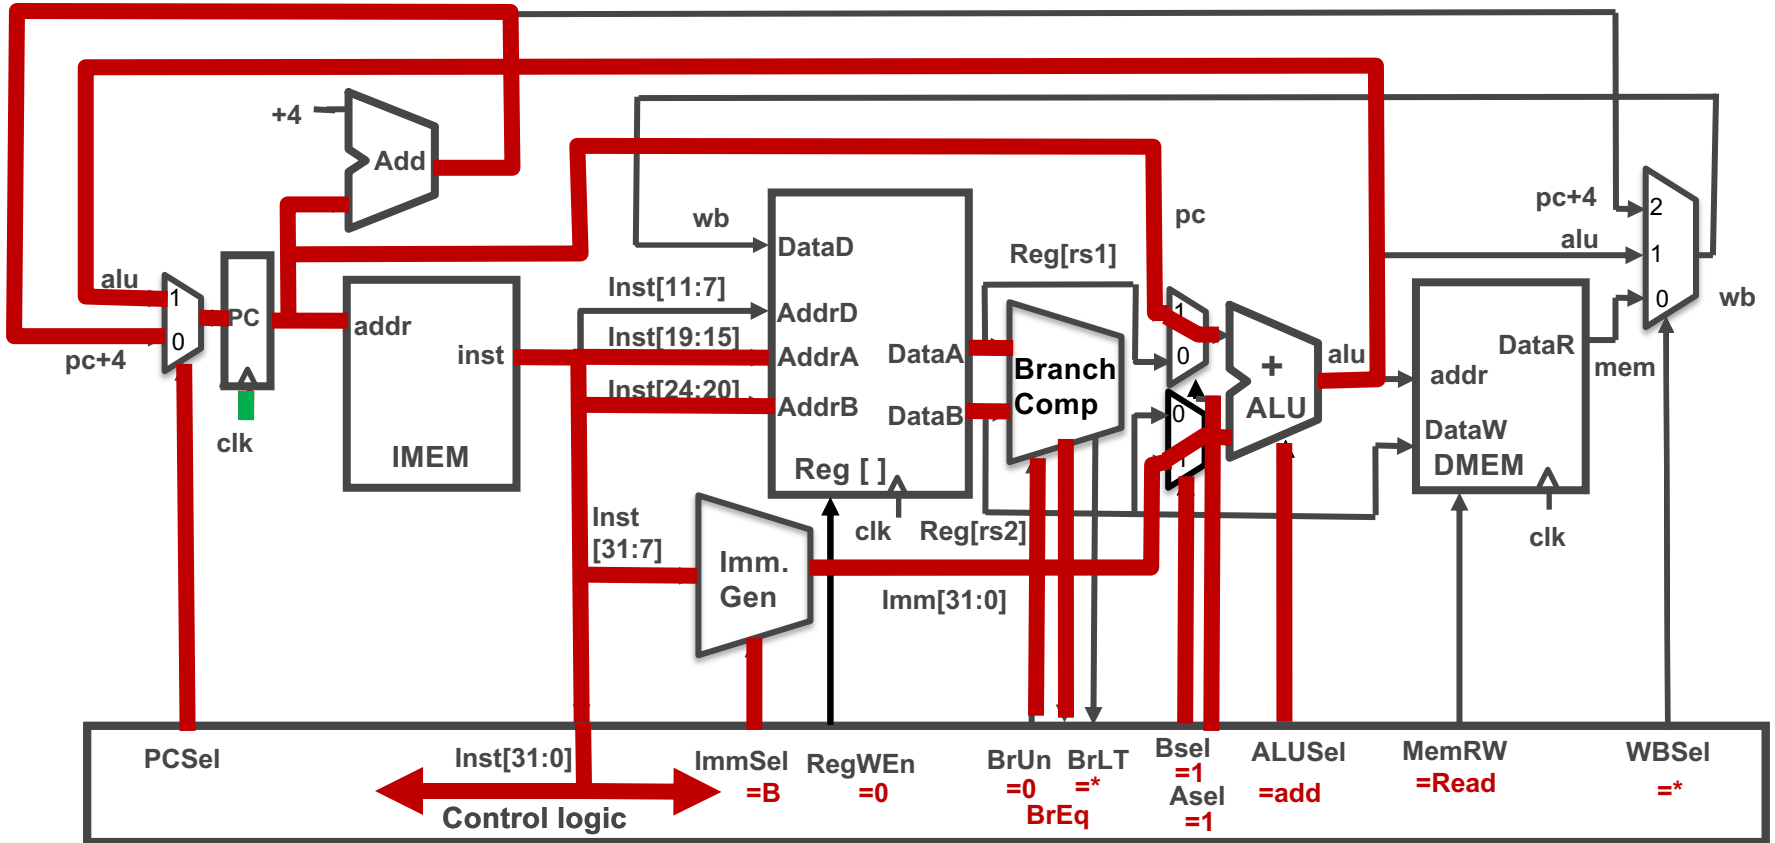 +4
Add
pc+4
alu
1
0
pc+4
PC
clk
addr
inst
IMEM
wb
Inst[11:7]
Inst[19:15]
Inst[24:20]
DataD
AddrD
AddrA
AddrB
DataA
DataB
Reg [ ]
clk
Reg[rs1]
Reg[rs2]
Branch
Comp
pc
1
0
0
1
+
ALU
alu
addr
DataW
DataR
DMEM
clk
mem
pc+4
alu
2
1
0
wb
Inst
[31:7]
Imm.
Gen
Imm[31:0]
PCSel
Inst[31:0]
Control logic
ImmSel
=B
RegWEn
=0
BrUn
=0
BrEq
BrLT
=*
Bsel
=1
Asel
=1
ALUSel
=add
MemRW
=Read
WBSel
=*